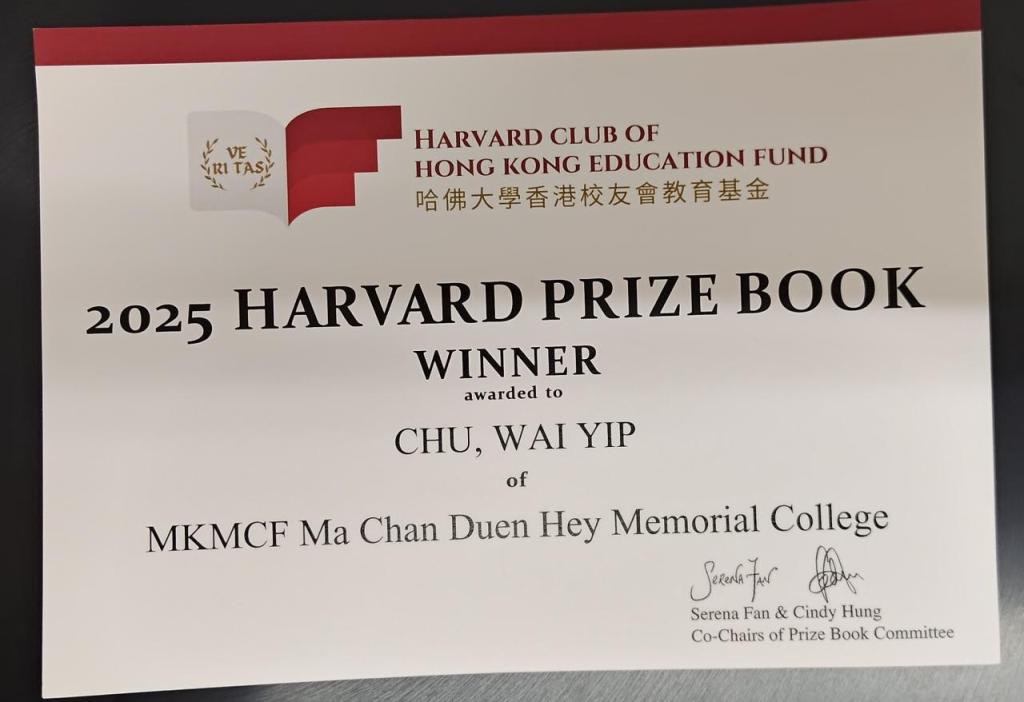 VE
RI TAS
HARVARD CLUB OF
HONG KONG EDUCATION FUND
哈佛大學香港校友會教育基金
2025 HARVARD PRIZE BOOK
WINNER
awarded to
CHU, WAI YIP
of
MKMCF Ma Chan Duen Hey Memorial College
SERENA FAN
Serena Fan & Cindy Hung
Co-Chairs of Prize Book Committee